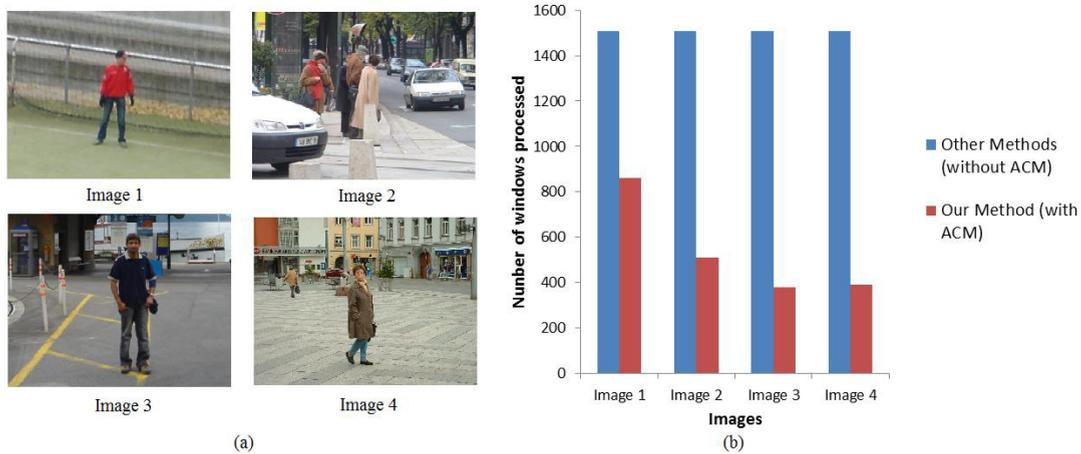 Image 1
Image 2
Image 3
Image 4
(a)
1600
1400
1200
1000
800
600
400
200
0
Nunber of windows processed
Image 1 Image 2 Image 3 Image 4
Images
(b)
Other Methods
(without ACM)
Our Method (with
ACM)